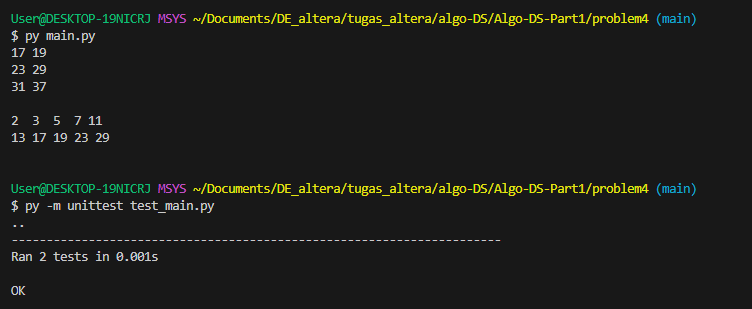 User@DESKTOP-19NICRJ MSYS ~/Documents/DE_altera/tugas_altera/algo-DS/Algo-DS-Part1/problem4 (main)
$ py main.py
17 19
23 29
31 37
2  3  5  7 11
13 17 19 23 29
User@DESKTOP-19NICRJ MSYS ~/Documents/DE_altera/tugas_altera/algo-DS/Algo-DS-Part1/problem4 (main)
$ py -m unittest test_main.py
..
----------------------------------------------------------------------
Ran 2 tests in 0.001s
OK